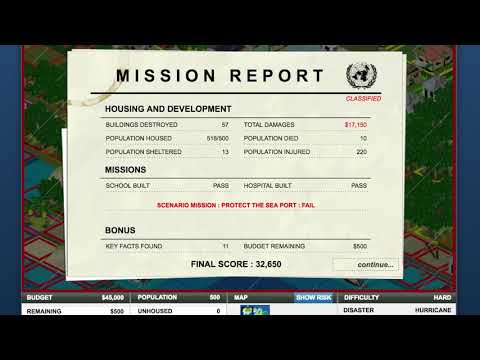 MISSION REPORT
CLASSIFIED
HOUSING AND DEVELOPMENT
BUILDINGS DESTROYED 57 TOTAL DAMAGES $17,150
POPULATION HOUSED 518/500 POPULATION DIED 10
POPULATION SHELTERED 13 POPULATION INJURED 220
MISSIONS
SCHOOL BUILT PASS HOSPITAL BUILT PASS
SCENARIO MISSION : PROTECT THE SEA PORT : FAIL
BONUS
KEY FACTS FOUND 11 BUDGET REMAINING $500
FINAL SCORE : 32,650 continue...
BUDGET $45,000 POPULATION 500 MAP SHOW RISK DIFFICULTY HARD
REMAINING $500 UNHOUSED 0 DISASTER HURRICANE